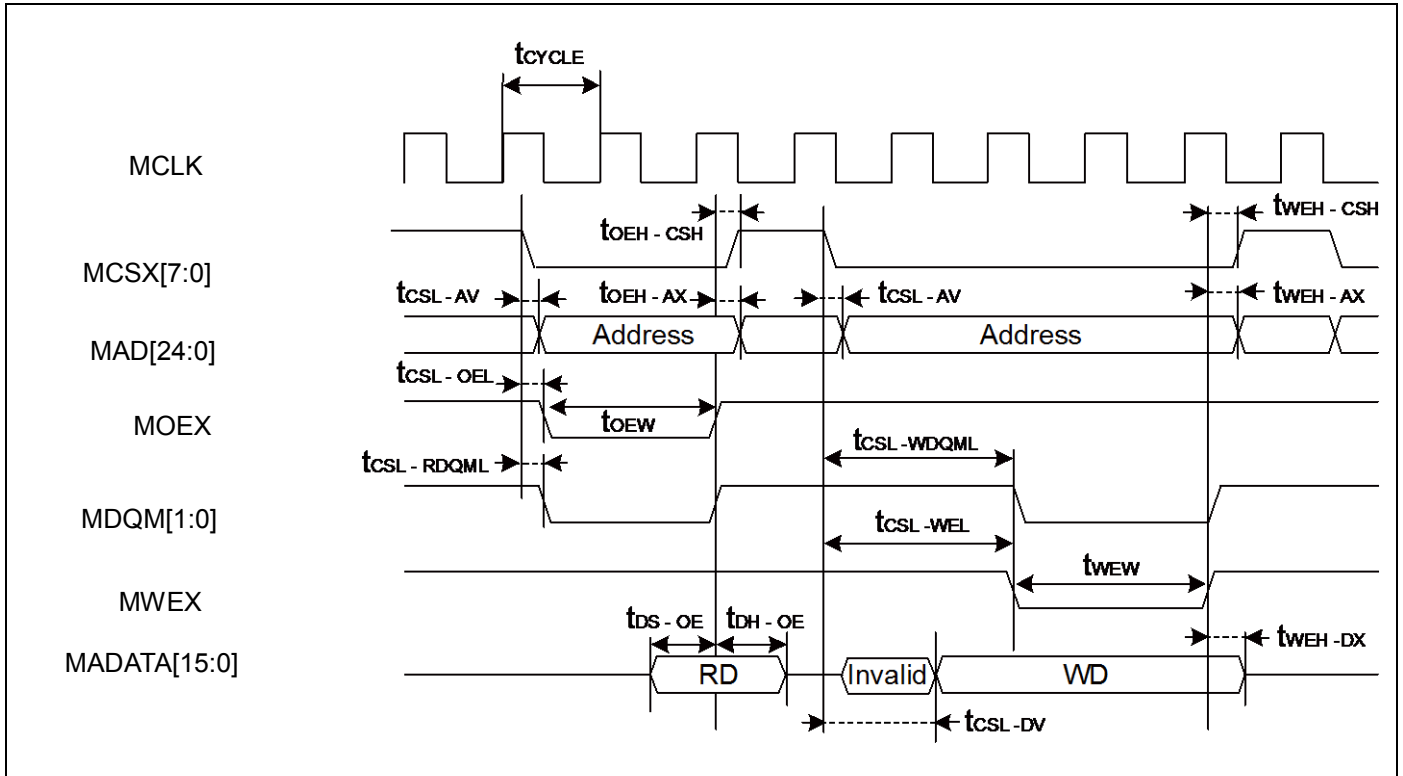 tCYCLE
MCLK
tOEH - CSH
tWEH - CSH
MCSX[7:0]
tCSL - AV
tOEH - AX
tCSL - AV
tWEH - AX
MAD[24:0]
Address
Address
tCSL - OEL
MOEX
tOEW
tCSL - RDQML
tCSL -WDQML
MDQM[1:0]
tCSL -WEL
tWEW
MWEX
tDS - OE
tDH - OE
tWEH -DX
MADATA[15:0]
RD
Invalid
WD
tCSL -DV